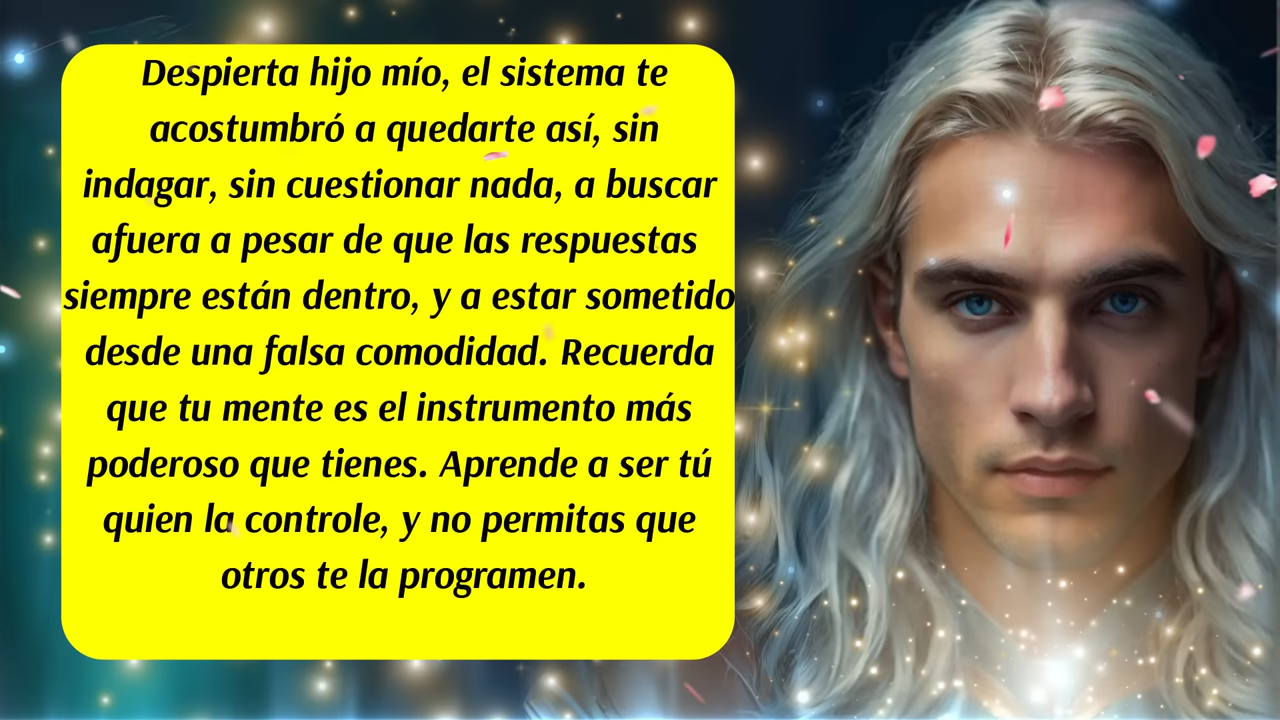 Despierta hijo mío, el sistema te
acostumbró a quedarte así, sin
indagar, sin cuestionar nada, a buscar
afuera a pesar de que las respuestas
siempre están dentro, y a estar sometido
desde una falsa comodidad. Recuerda
que tu mente es el instrumento más
poderoso que tienes. Aprende a ser tú
quien la controle, y no permitas que
otros te la programen.